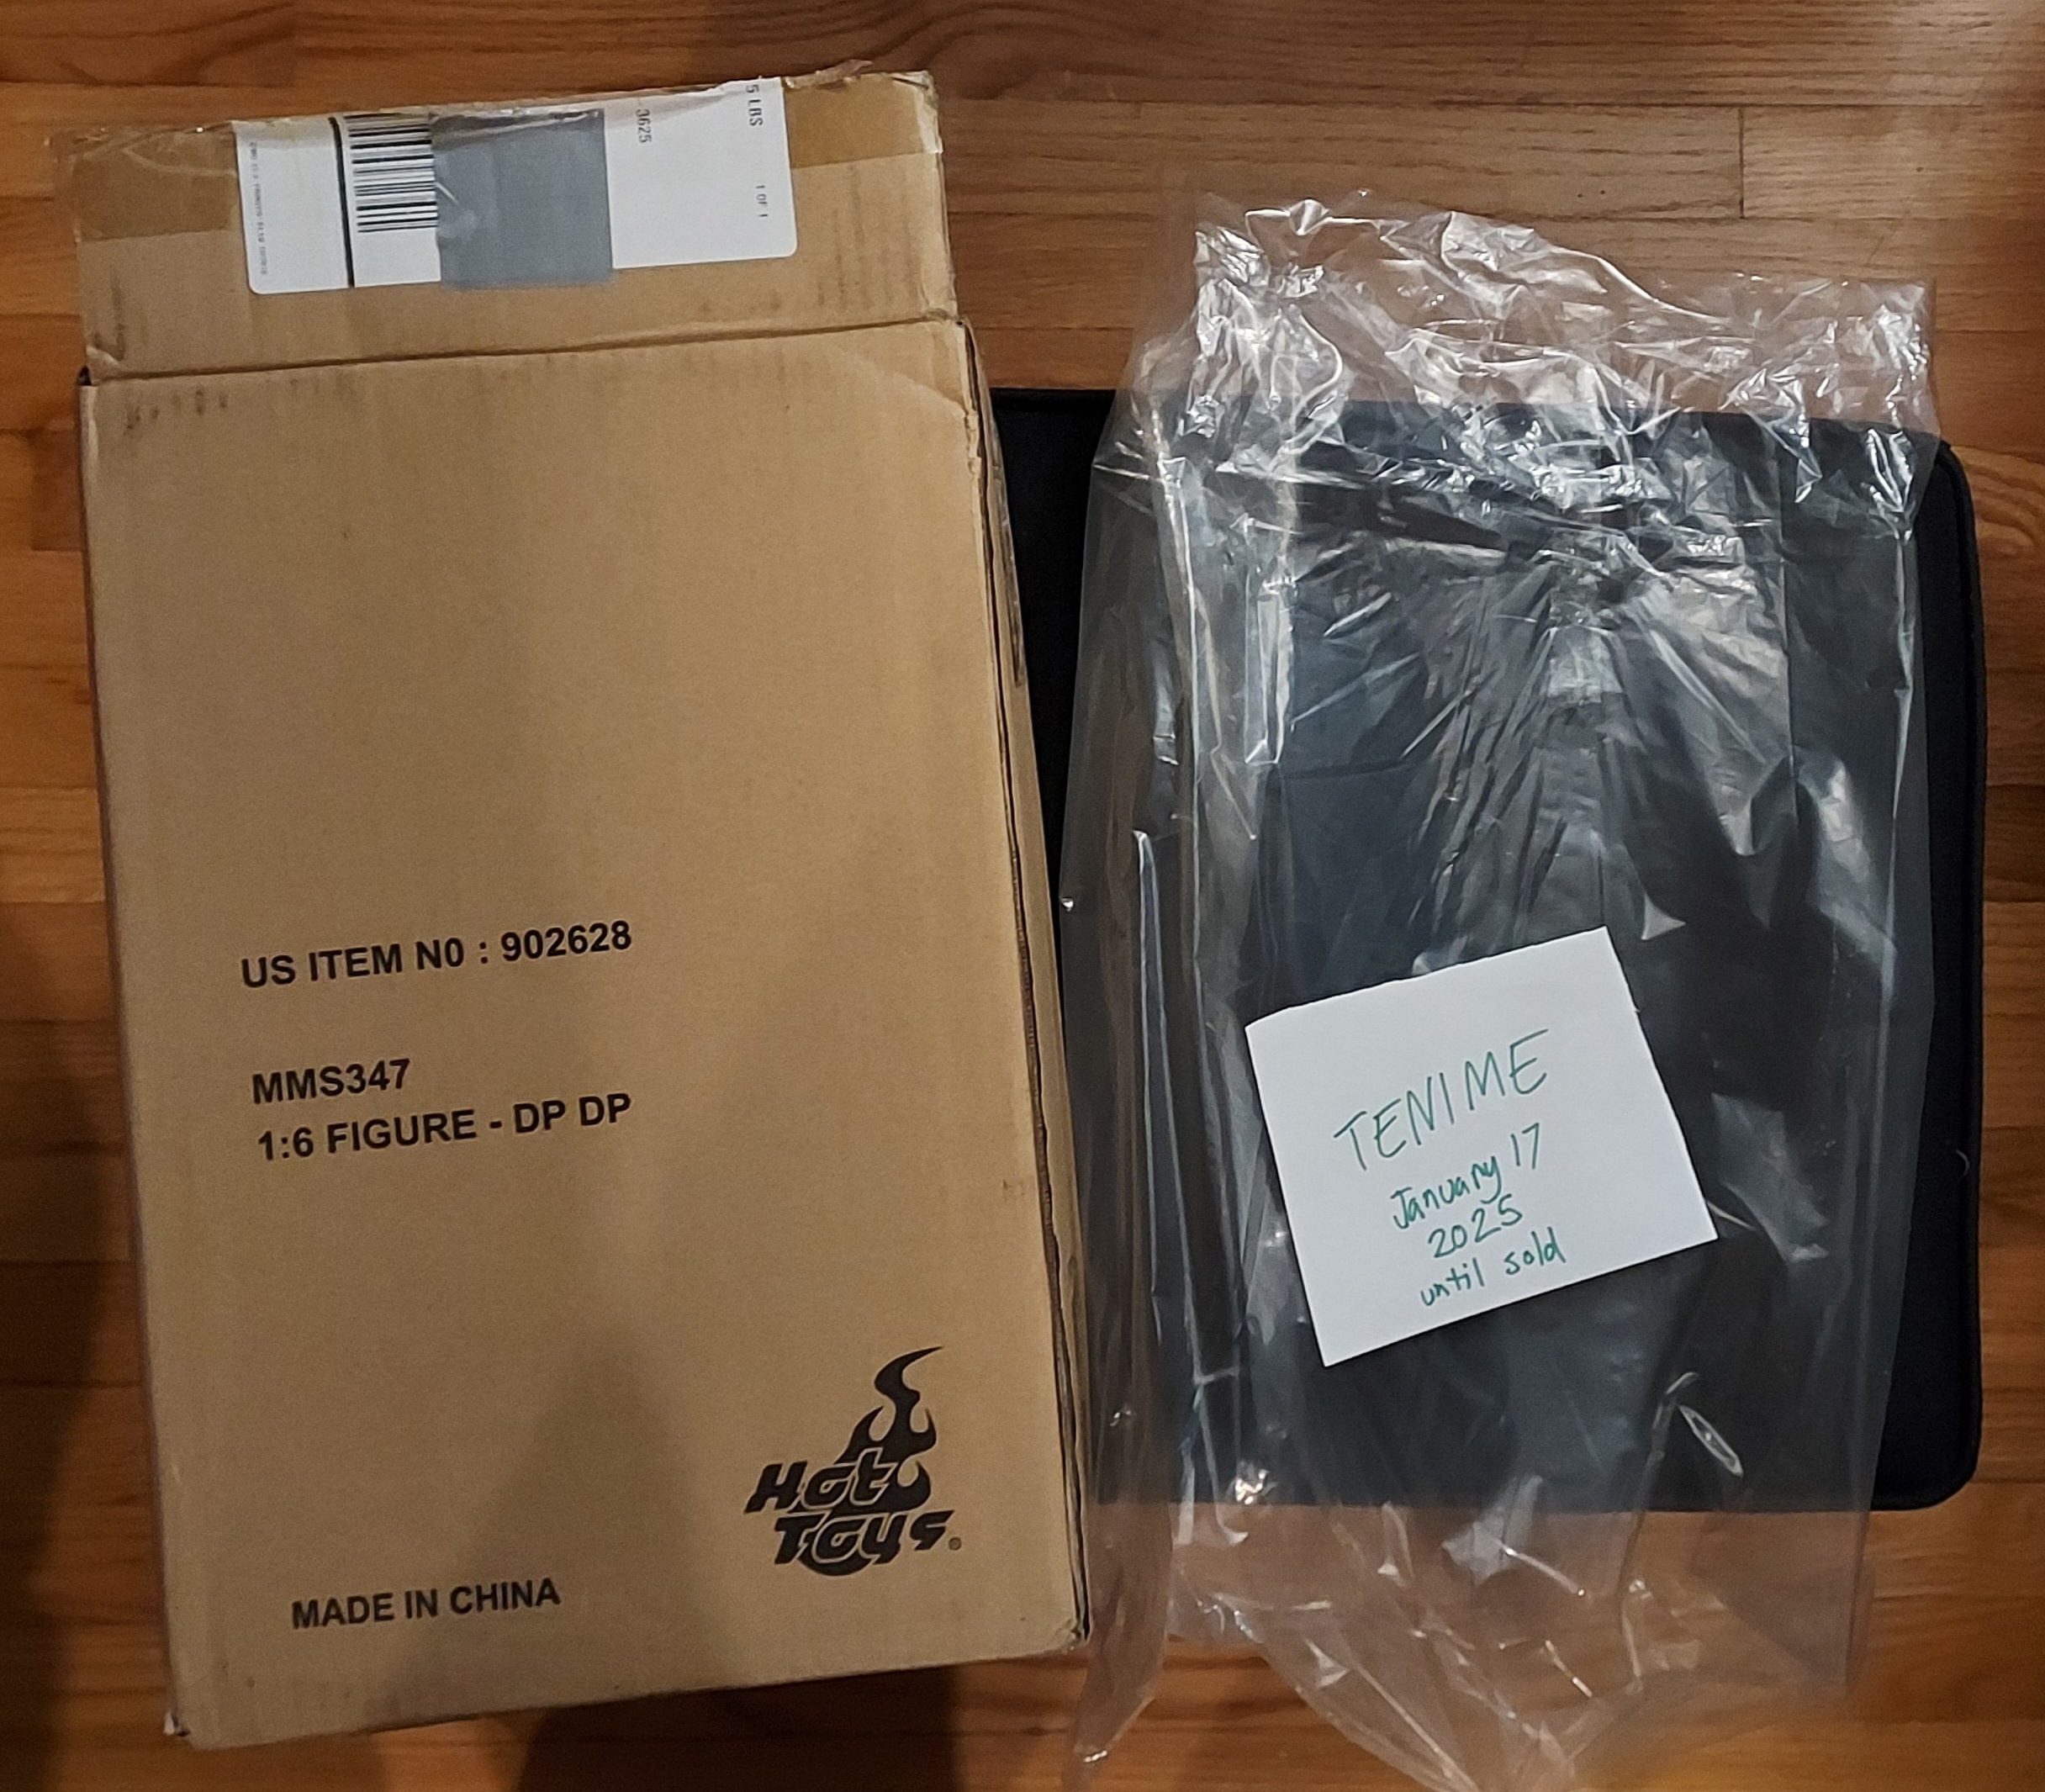 5 LBS
1 OF 1
3625
US ITEM N0 : 902628
MMS347
1:6 FIGURE - DP DP
Hot
Toys®
MADE IN CHINA
TENIME
January 17
2025
until sold